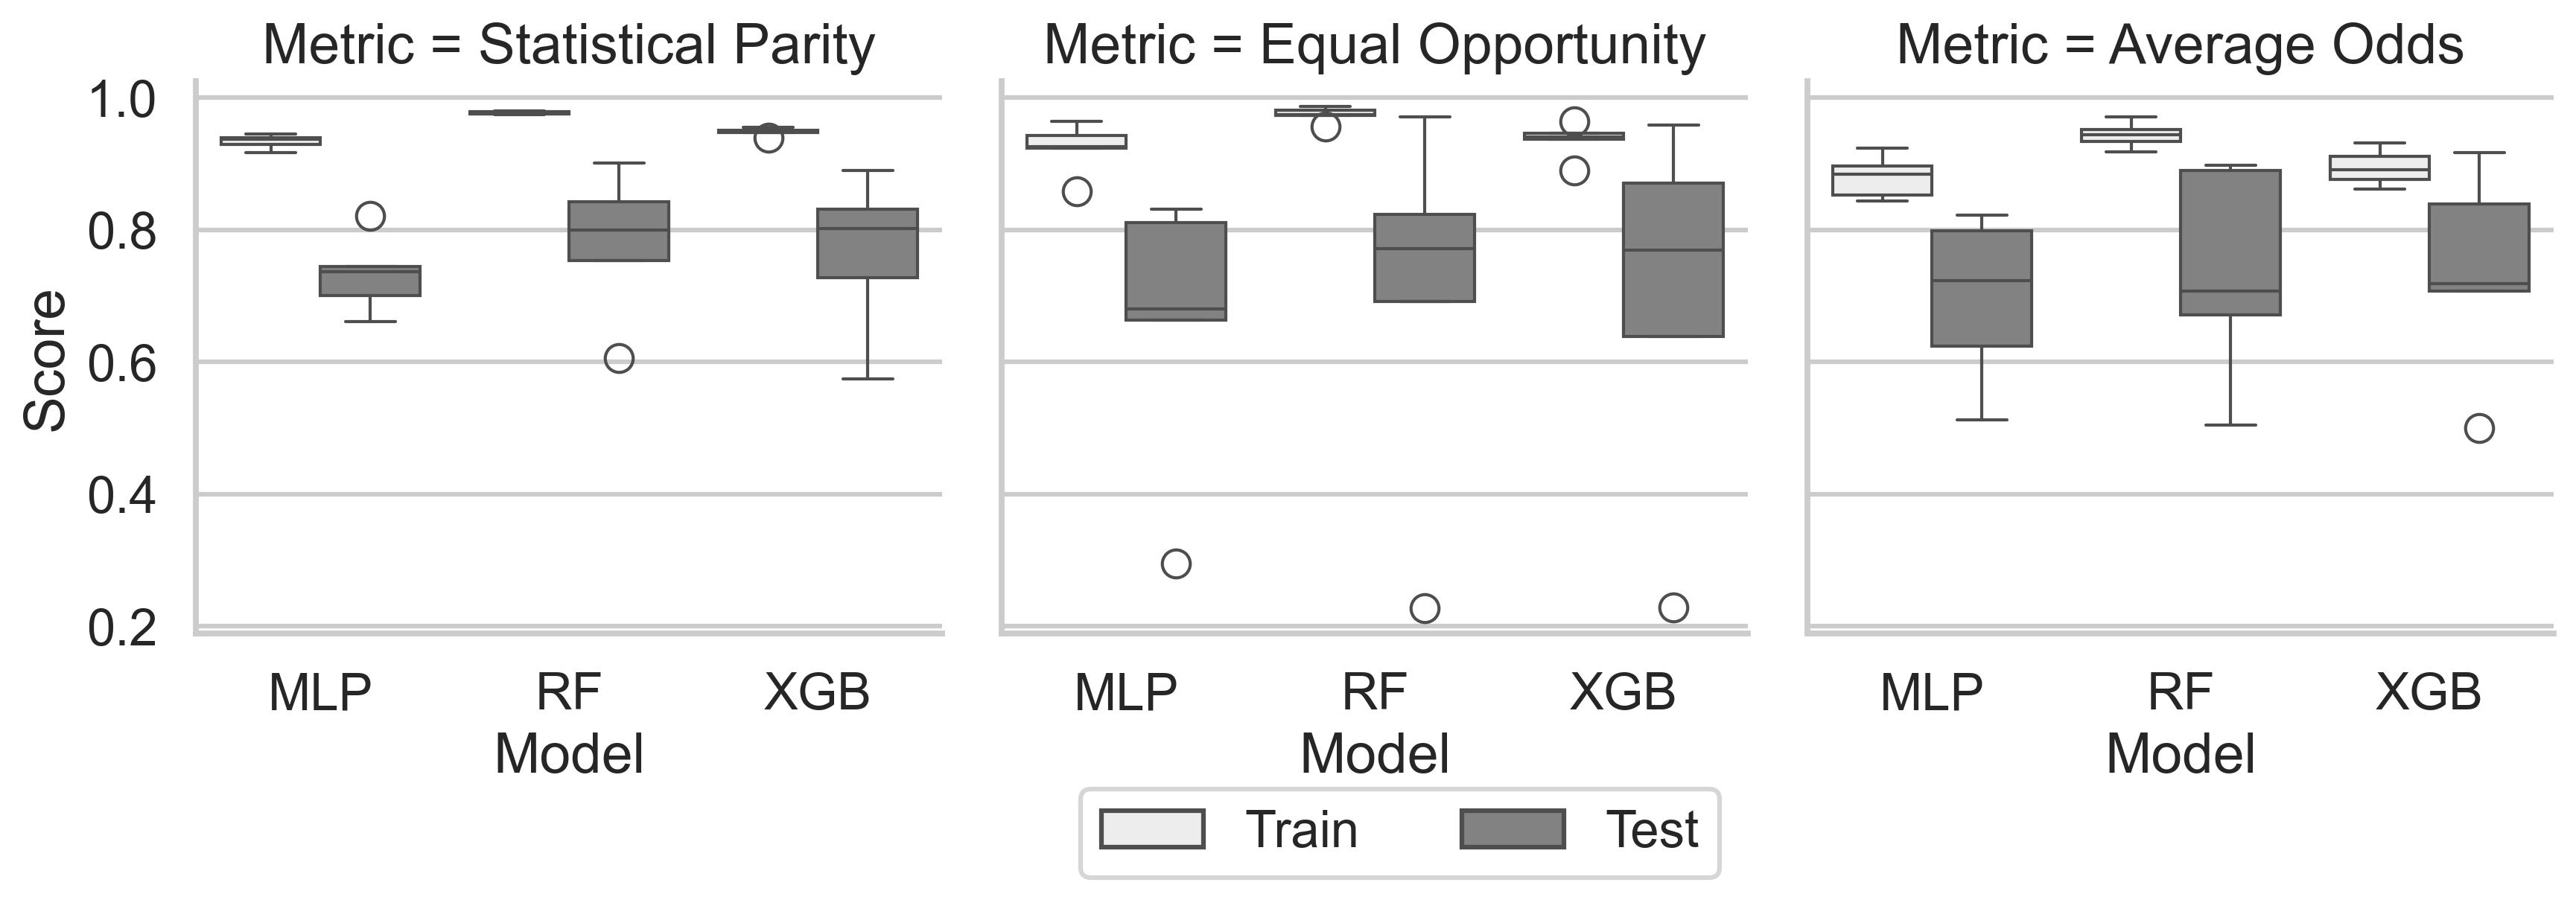 Metric = Statistical Parity
Metric = Equal Opportunity
Metric = Average Odds
Score
1.0
0.8
0.6
0.4
0.2
MLP RF XGB
MLP RF XGB
MLP RF XGB
Model
Model
Model
Train Test